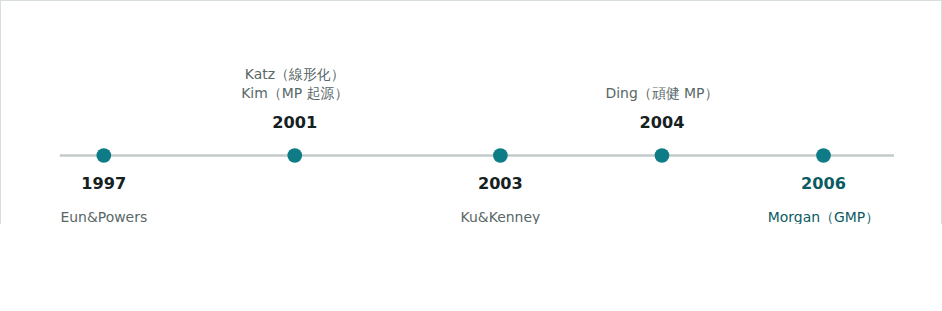 Katz（線形化）
Kim（MP 起源）
2001
Ding（頑健 MP）
2004
1997
Eun&Powers
2003
Ku&Kenney
2006
Morgan（GMP）